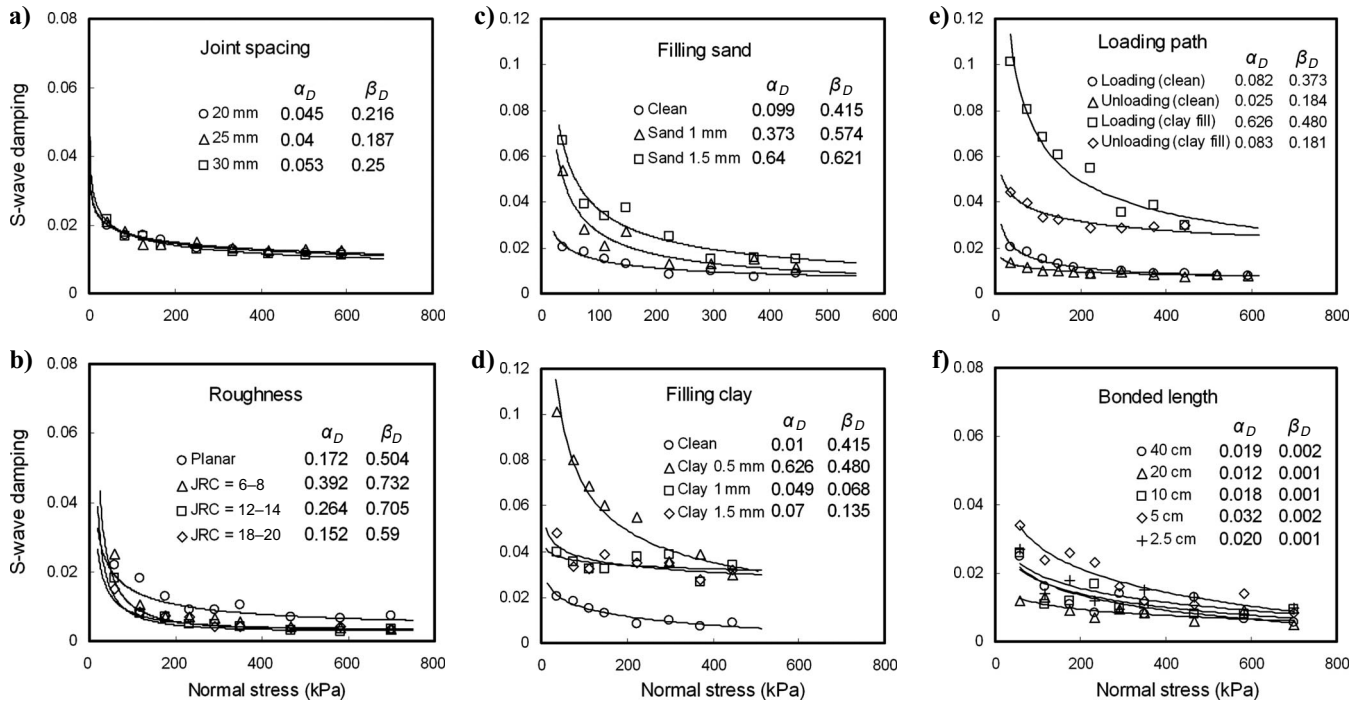 a)
S-wave damping
0.08
0.06
0.04
0.02
0
0
200
400
600
800
Joint spacing
α_D β_D
20 mm 0.045 0.216
25 mm 0.04 0.187
30 mm 0.053 0.25
b)
S-wave damping
0.08
0.06
0.04
0.02
0
0
200
400
600
800
Normal stress (kPa)
Roughness
α_D β_D
Planar 0.172 0.504
JRC = 6–8 0.392 0.732
JRC = 12–14 0.264 0.705
JRC = 18–20 0.152 0.59
c)
0.12
0.1
0.08
0.06
0.04
0.02
0
0
100
200
300
400
500
Filling sand
α_D β_D
Clean 0.099 0.415
Sand 1 mm 0.373 0.574
Sand 1.5 mm 0.64 0.621
d)
0.12
0.1
0.08
0.06
0.04
0.02
0
0
200
400
600
Normal stress (kPa)
Filling clay
α_D β_D
Clean 0.01 0.415
Clay 0.5 mm 0.626 0.480
Clay 1 mm 0.049 0.068
Clay 1.5 mm 0.07 0.135
e)
0.12
0.1
0.08
0.06
0.04
0.02
0
0
200
400
600
800
Loading path
α_D β_D
Loading (clean) 0.082 0.373
Unloading (clean) 0.025 0.184
Loading (clay fill) 0.626 0.480
Unloading (clay fill) 0.083 0.181
f)
0.08
0.06
0.04
0.02
0
0
200
400
600
800
Normal stress (kPa)
Bonded length
α_D β_D
40 cm 0.019 0.002
20 cm 0.012 0.001
10 cm 0.018 0.001
5 cm 0.032 0.002
2.5 cm 0.020 0.001